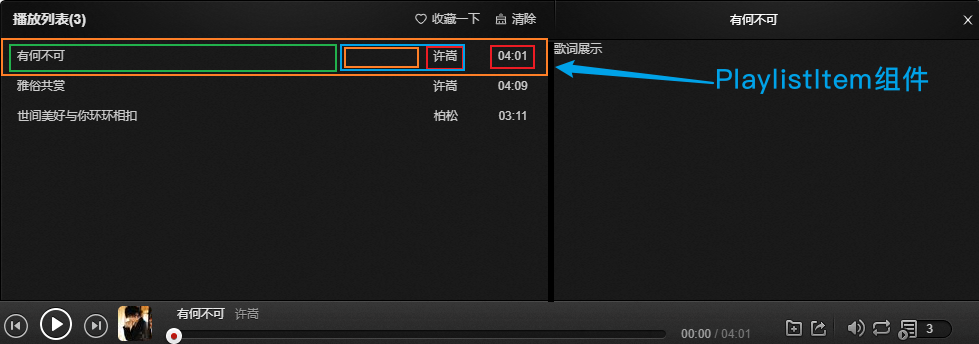 播放列表(3) 收藏一下 清除 有何不可 X
有何不可 许嵩 04:01 歌词展示
PlaylistItem组件
雅俗共赏 许嵩 04:09
世间美好与你环环相扣 柏松 03:11
有何不可 许嵩
00:00 / 04:01 3